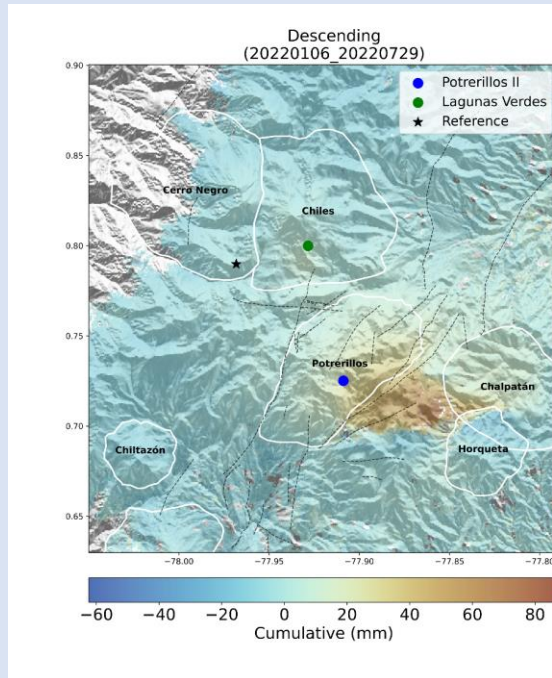 Descending
(20220106_20220729)
0.90
Potrerillos II
Lagunas Verdes
Reference
0.85
Cerro Negro
Chiles
0.80
0.75
Potrerillos
Chalpatán
0.70
Chiltazón
Horqueta
0.65
−78.00 −77.95 −77.90 −77.85 −77.80
−60 −40 −20 0 20 40 60 80
Cumulative (mm)